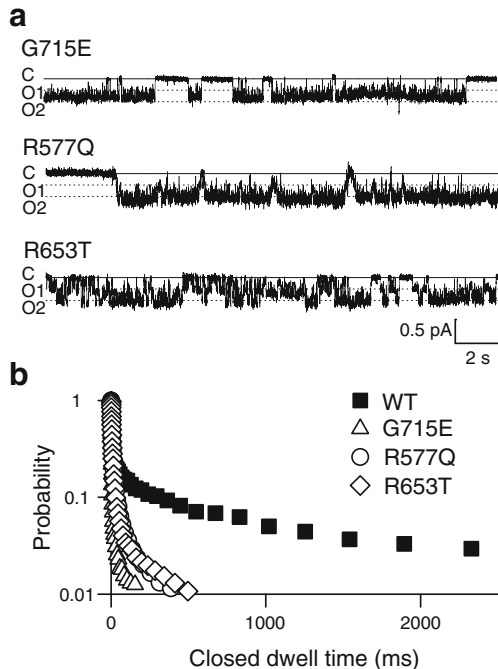 a
G715E
C
O1
O2
R577Q
C
O1
O2
R653T
C
O1
O2
0.5 pA
2 s
b
Probability
1
0.1
0.01
WT
G715E
R577Q
R653T
0
1000
2000
Closed dwell time (ms)